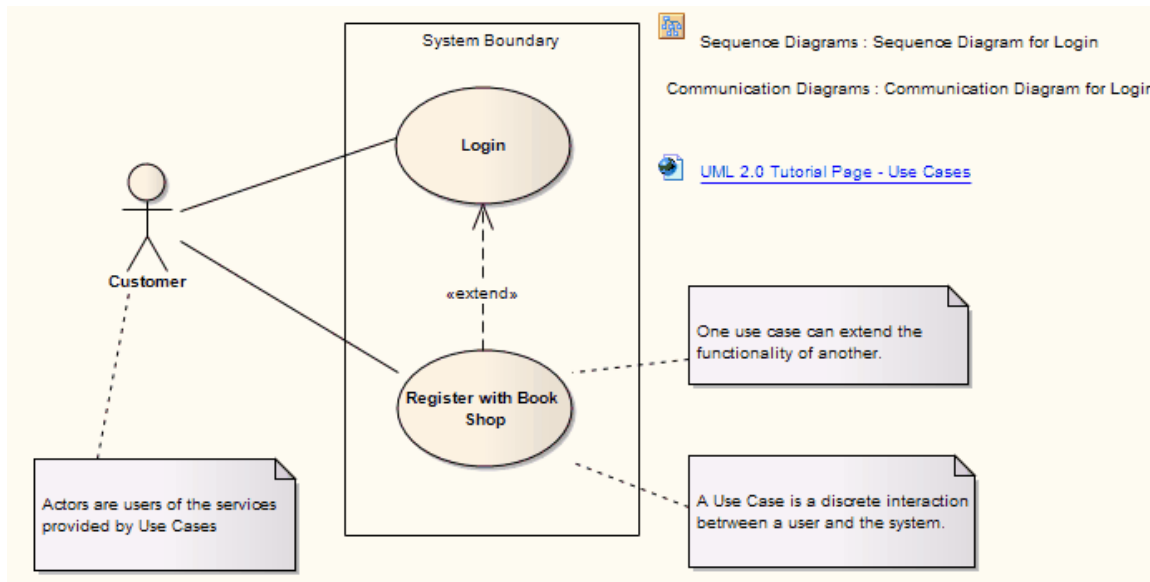 System Boundary
Sequence Diagrams : Sequence Diagram for Login
Communication Diagrams : Communication Diagram for Login
Login
UML 2.0 Tutorial Page - Use Cases
Customer
«extend»
One use case can extend the
functionality of another.
Register with Book
Shop
Actors are users of the services
provided by Use Cases
A Use Case is a discrete interaction
betrween a user and the system.